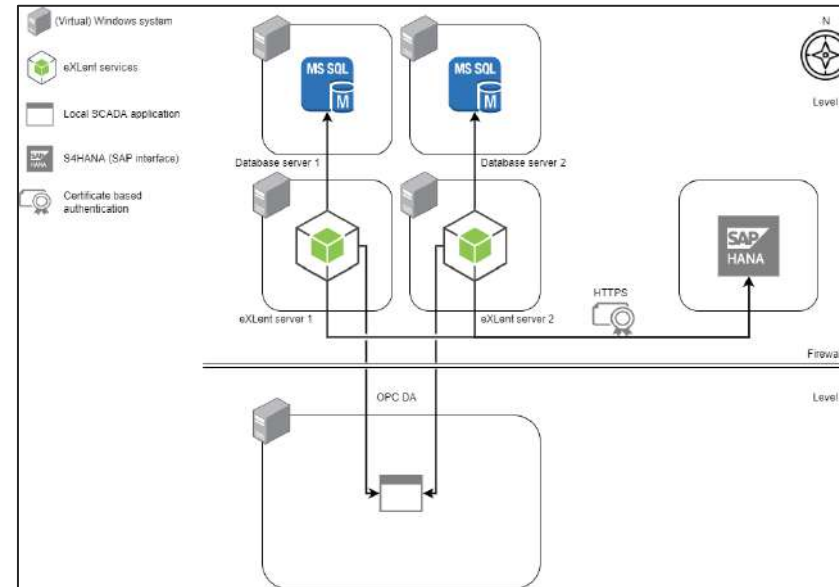 (Virtual) Windows system
eXLent services
Local SCADA application
SAP
HANA
S4HANA (SAP interface)
Certificate based
authentication
MS SQL
M
MS SQL
M
N
Level
Database server 1
Database server 2
SAP
HANA
HTTPS
eXLent server 1
eXLent server 2
Firewa
OPC DA
Level